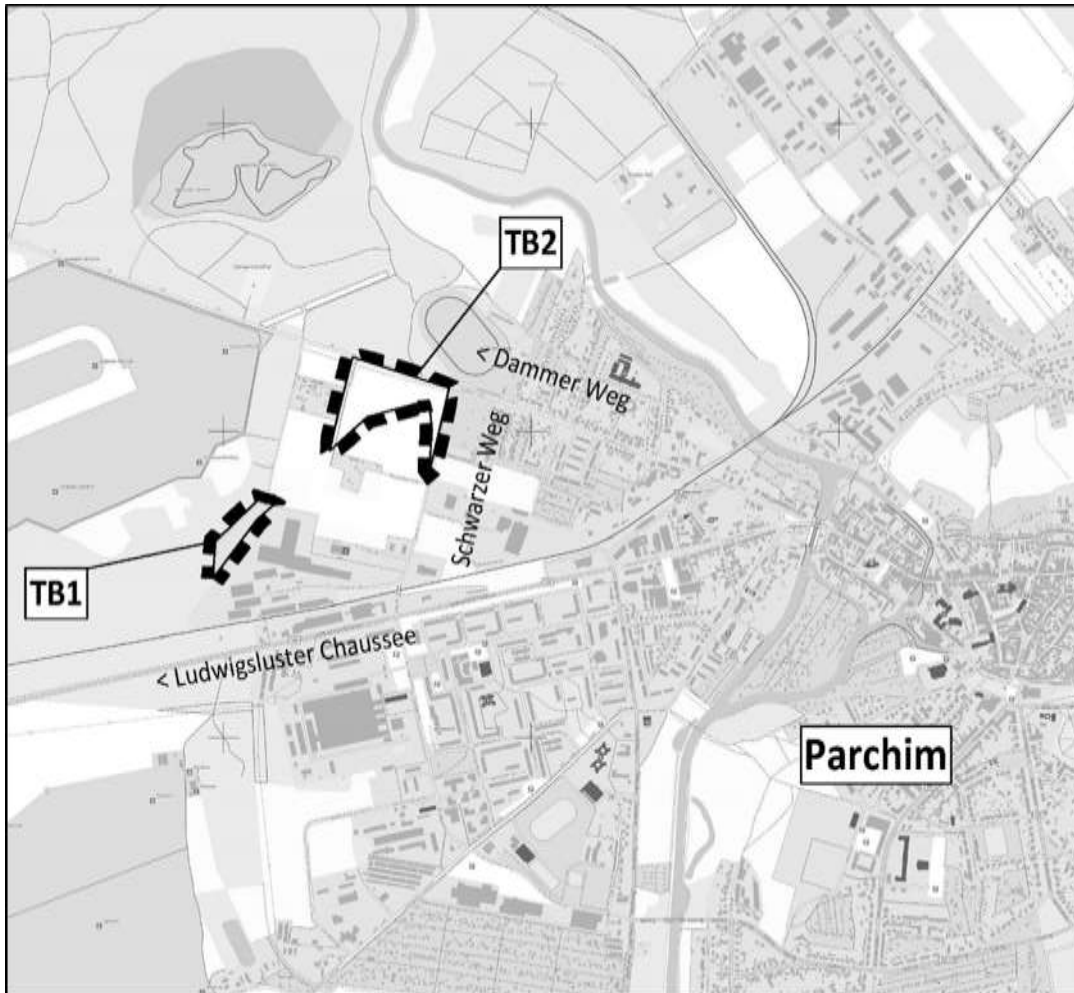 TB2
< Dammer Weg
Schwarzer Weg
TB1
< Ludwigsluster Chaussee
Parchim